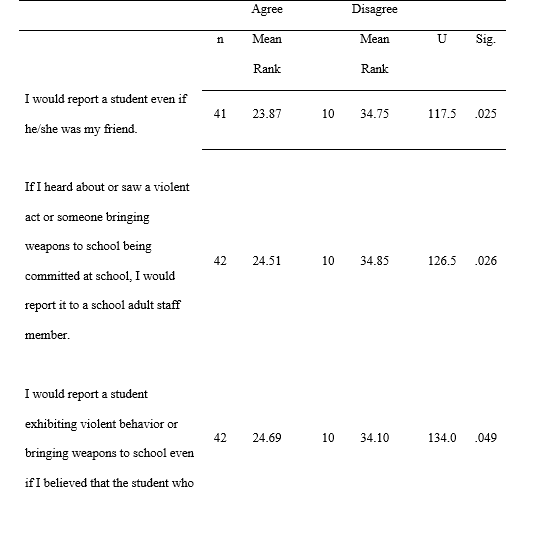 Agree Disagree
n Mean Mean U Sig.
Rank Rank
I would report a student even if
he/she was my friend.
41 23.87 10 34.75 117.5 .025
If I heard about or saw a violent
act or someone bringing
weapons to school being
committed at school, I would
report it to a school adult staff
member.
42 24.51 10 34.85 126.5 .026
I would report a student
exhibiting violent behavior or
bringing weapons to school even
if I believed that the student who
42 24.69 10 34.10 134.0 .049